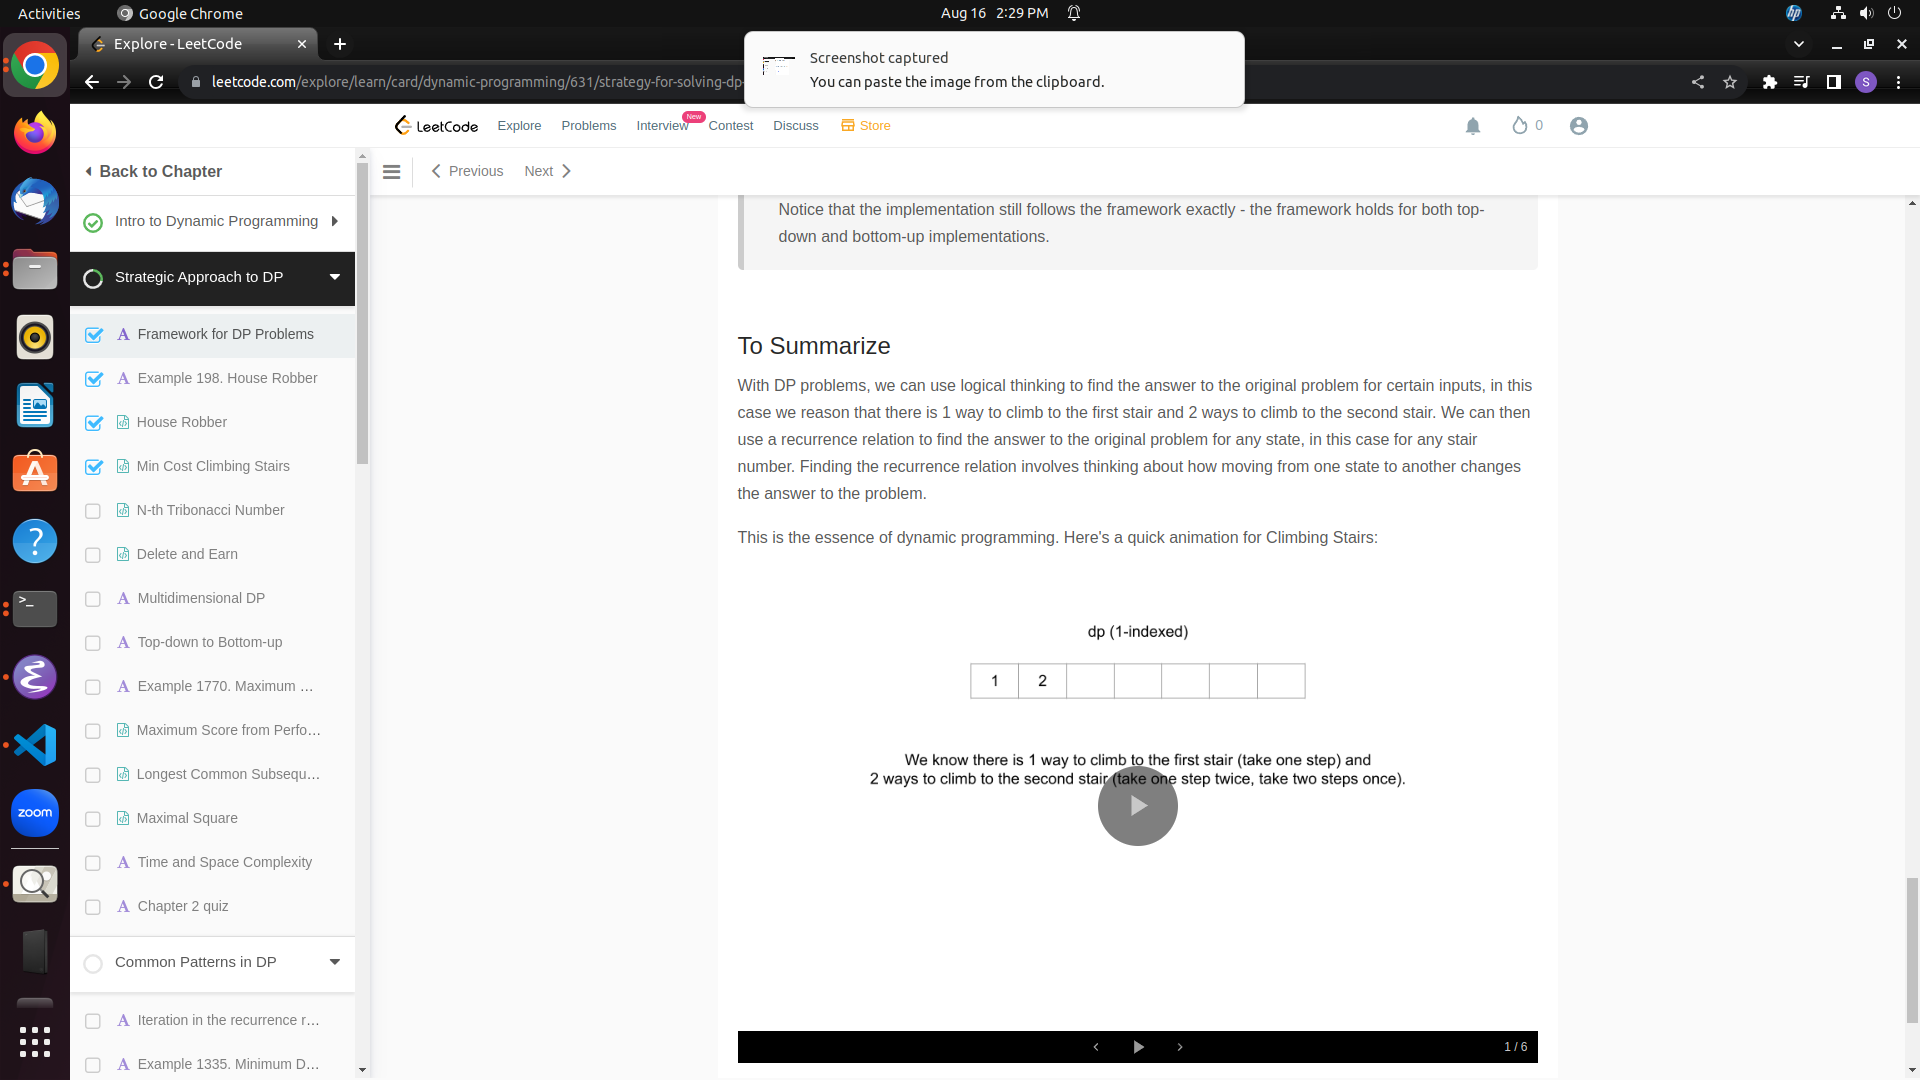 Activities
Google Chrome
Aug 16 2:29 PM
Explore - LeetCode
leetcode.com/explore/learn/card/dynamic-programming/631/strategy-for-solving-dp-
Screenshot captured
You can paste the image from the clipboard.
S
LeetCode
Explore
Problems
Interview
New
Contest
Discuss
Store
0
Back to Chapter
Previous
Next
Intro to Dynamic Programming
Strategic Approach to DP
A Framework for DP Problems
A Example 198. House Robber
House Robber
Min Cost Climbing Stairs
N-th Tribonacci Number
Delete and Earn
A Multidimensional DP
A Top-down to Bottom-up
A Example 1770. Maximum ...
Maximum Score from Perfo...
Longest Common Subsequ...
Maximal Square
A Time and Space Complexity
A Chapter 2 quiz
Common Patterns in DP
A Iteration in the recurrence r...
A Example 1335. Minimum D...
Notice that the implementation still follows the framework exactly - the framework holds for both top-
down and bottom-up implementations.
To Summarize
With DP problems, we can use logical thinking to find the answer to the original problem for certain inputs, in this
case we reason that there is 1 way to climb to the first stair and 2 ways to climb to the second stair. We can then
use a recurrence relation to find the answer to the original problem for any state, in this case for any stair
number. Finding the recurrence relation involves thinking about how moving from one state to another changes
the answer to the problem.
This is the essence of dynamic programming. Here's a quick animation for Climbing Stairs:
dp (1-indexed)
1 2
We know there is 1 way to climb to the first stair (take one step) and
2 ways to climb to the second stair (take one step twice, take two steps once).
1 / 6
hp
zoom